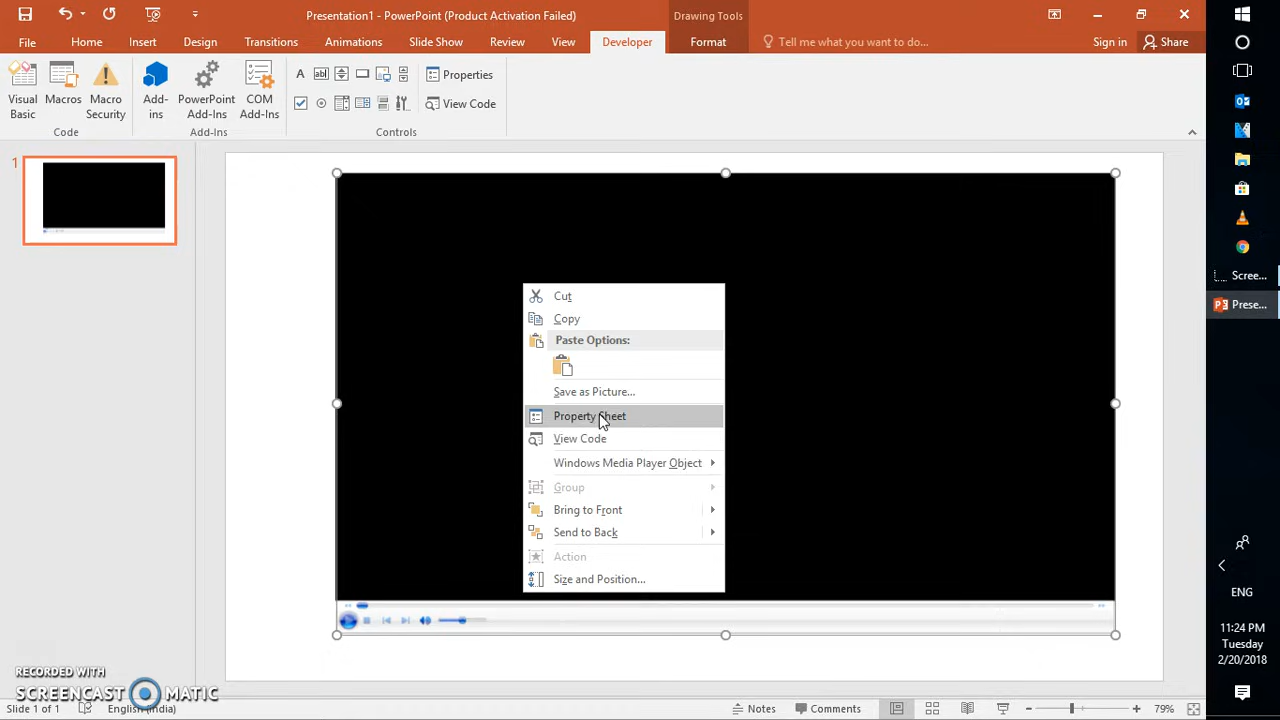 Presentation1 - PowerPoint (Product Activation Failed)
Drawing Tools
File
Home
Insert
Design
Transitions
Animations
Slide Show
Review
View
Developer
Format
Tell me what you want to do...
Sign in
Share
Visual Basic
Macros
Macro Security
Add-ins
PowerPoint Add-Ins
COM Add-Ins
Properties
View Code
Code
Add-Ins
Controls
1
Cut
Copy
Paste Options:
Save as Picture...
Property Sheet
View Code
Windows Media Player Object
Group
Bring to Front
Send to Back
Action
Size and Position...
Scree...
Prese...
ENG
11:24 PM
Tuesday
2/20/2018
RECORDED WITH
SCREENCAST MATIC
Slide 1 of 1
English (India)
Notes
Comments
79%